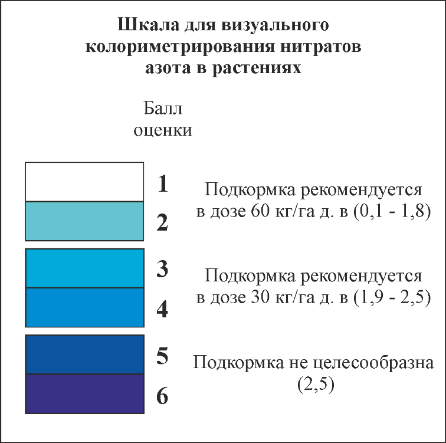 Шкала для визуального
колориметрирования нитратов
азота в растениях
Балл
оценки
1
2
Подкормка рекомендуется
в дозе 60 кг/га д. в (0,1 - 1,8)
3
4
Подкормка рекомендуется
в дозе 30 кг/га д. в (1,9 - 2,5)
5
6
Подкормка не целесообразна
(2,5)